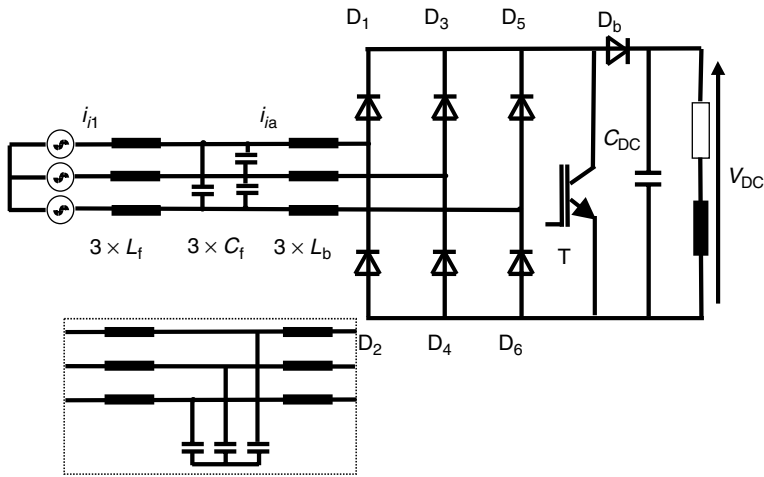 D1 D3 D5 Db
ii1 iia
CDC
VDC
3 × Lf 3 × Cf 3 × Lb
T
D2 D4 D6